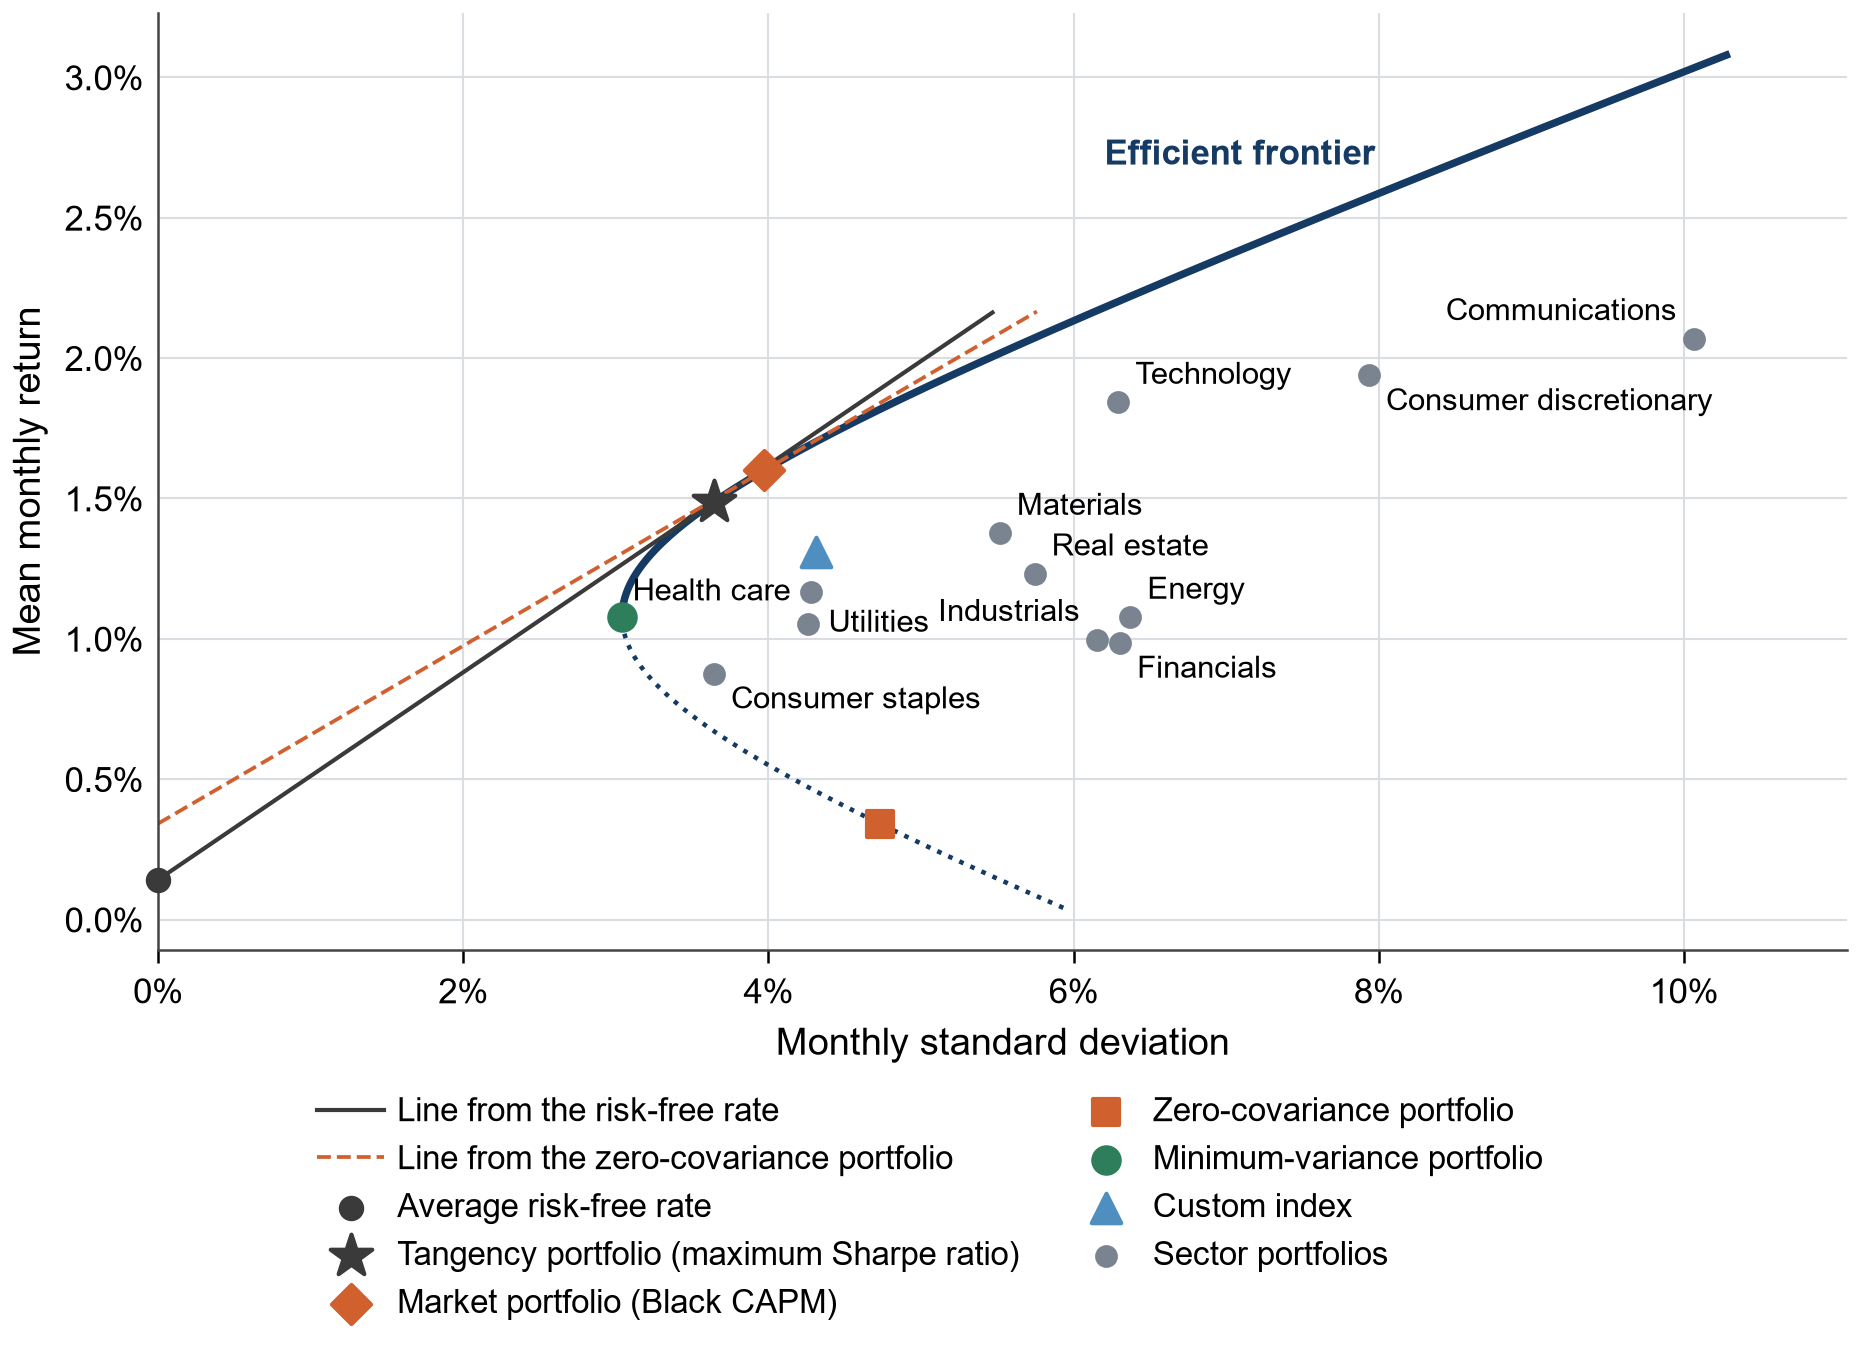 3.0%
Efficient frontier
2.5%
Communications
2.0%
Technology
Consumer discretionary
Mean monthly return
1.5%
Materials
Real estate
Health care
Energy
Industrials
Utilities
1.0%
Financials
Consumer staples
0.5%
0.0%
0%
2%
4%
6%
8%
10%
Monthly standard deviation
Line from the risk-free rate
Line from the zero-covariance portfolio
Average risk-free rate
Tangency portfolio (maximum Sharpe ratio)
Market portfolio (Black CAPM)
Zero-covariance portfolio
Minimum-variance portfolio
Custom index
Sector portfolios